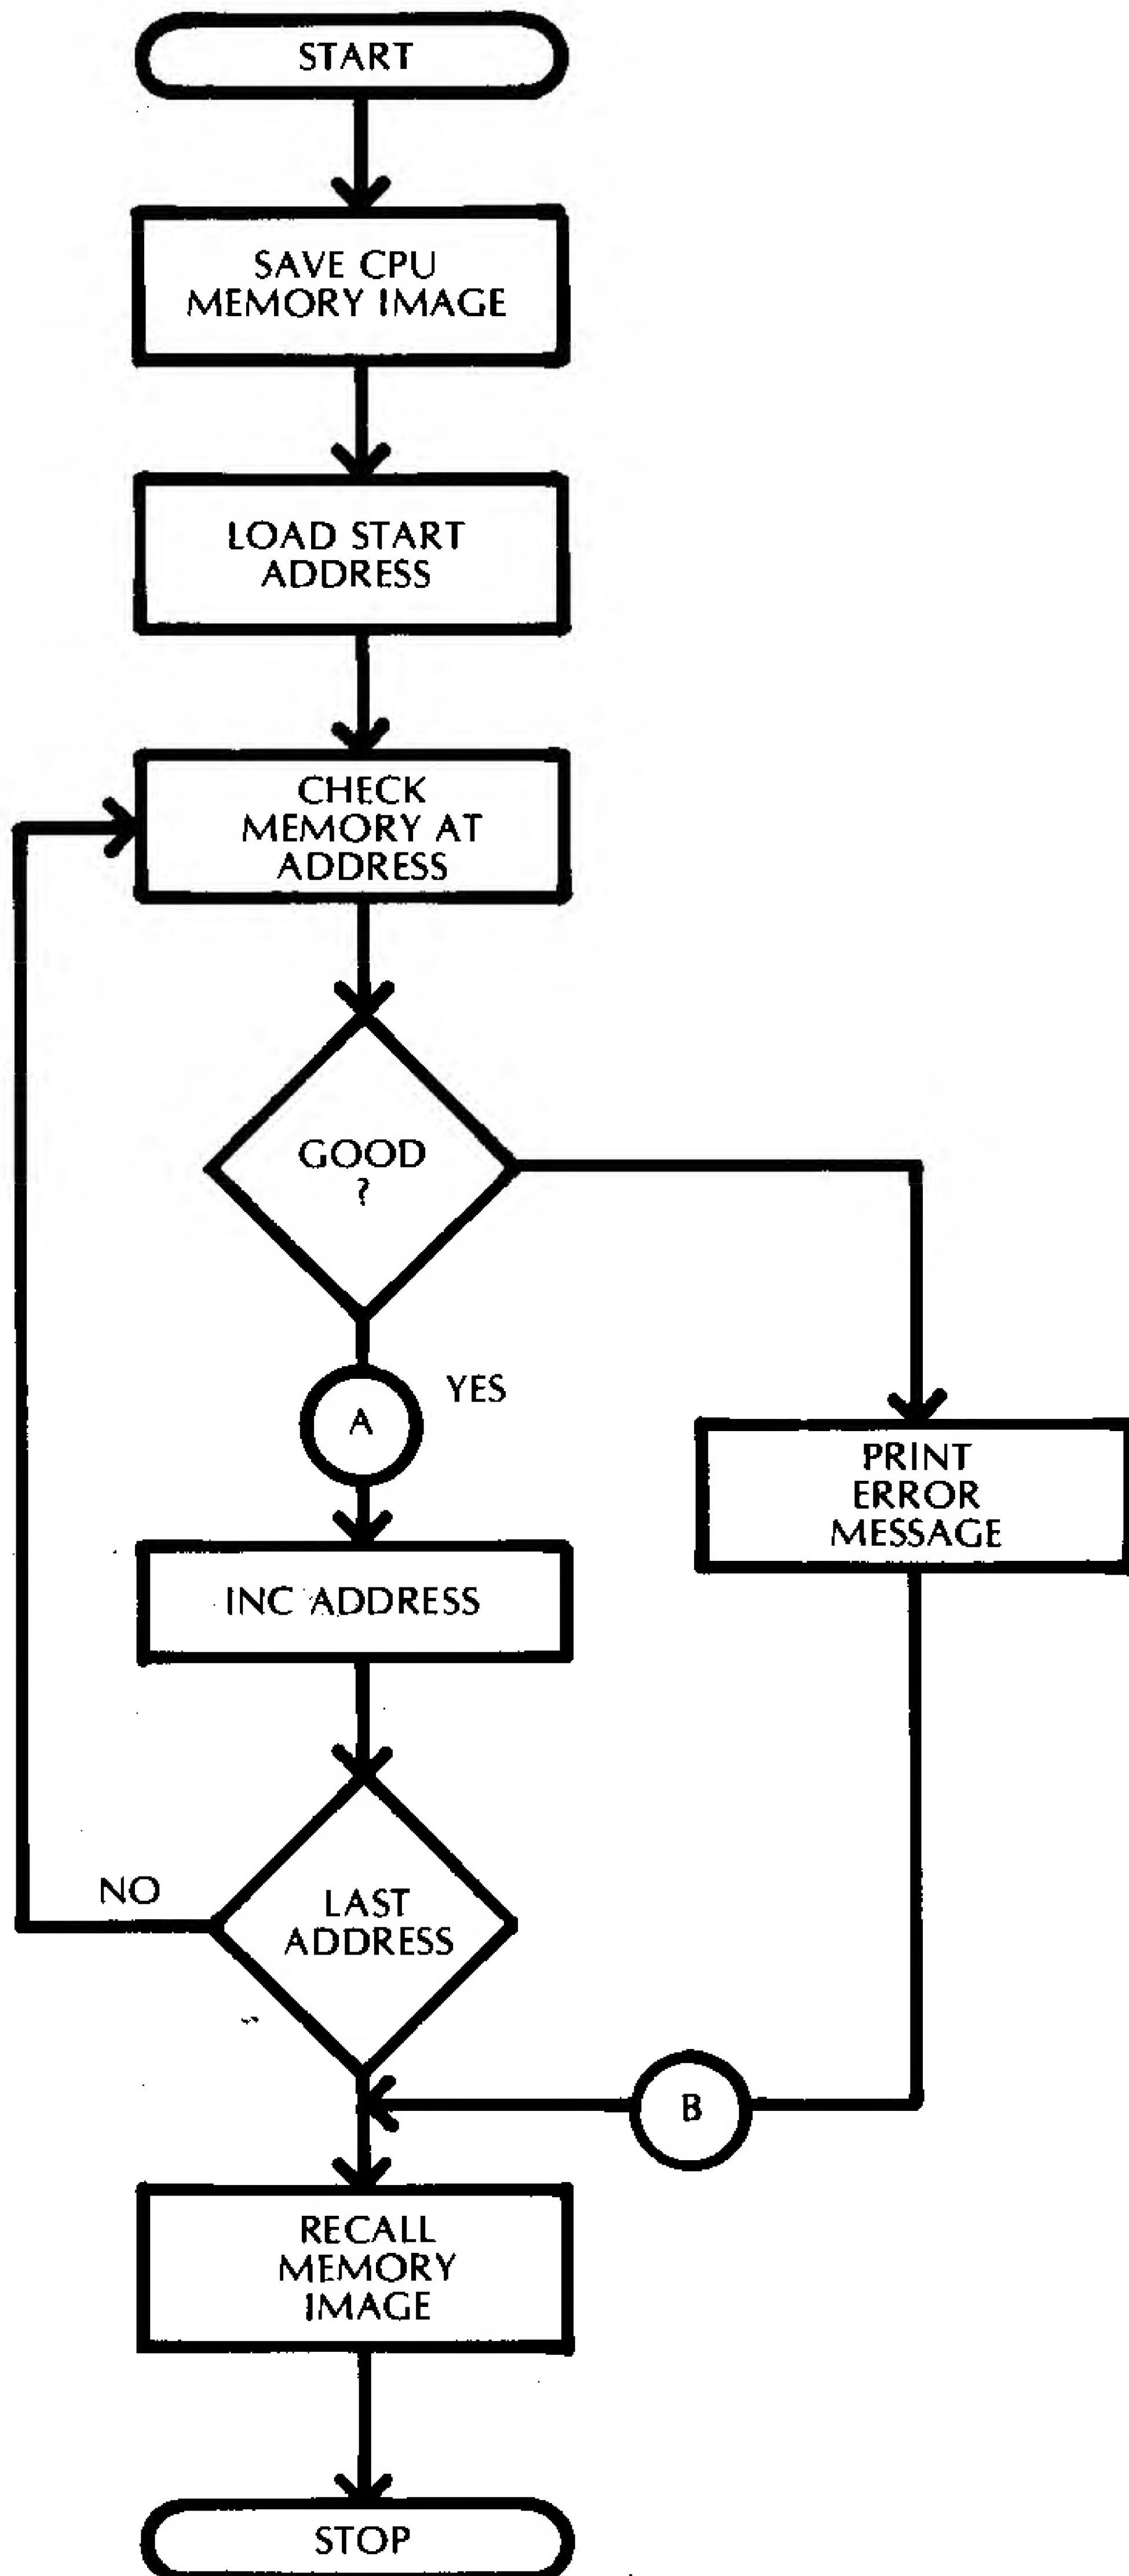 START
SAVE CPU
MEMORY IMAGE
LOAD START
ADDRESS
CHECK
MEMORY AT
ADDRESS
GOOD
?
YES
A
PRINT
ERROR
MESSAGE
INC ADDRESS
NO
LAST
ADDRESS
B
RECALL
MEMORY
IMAGE
STOP